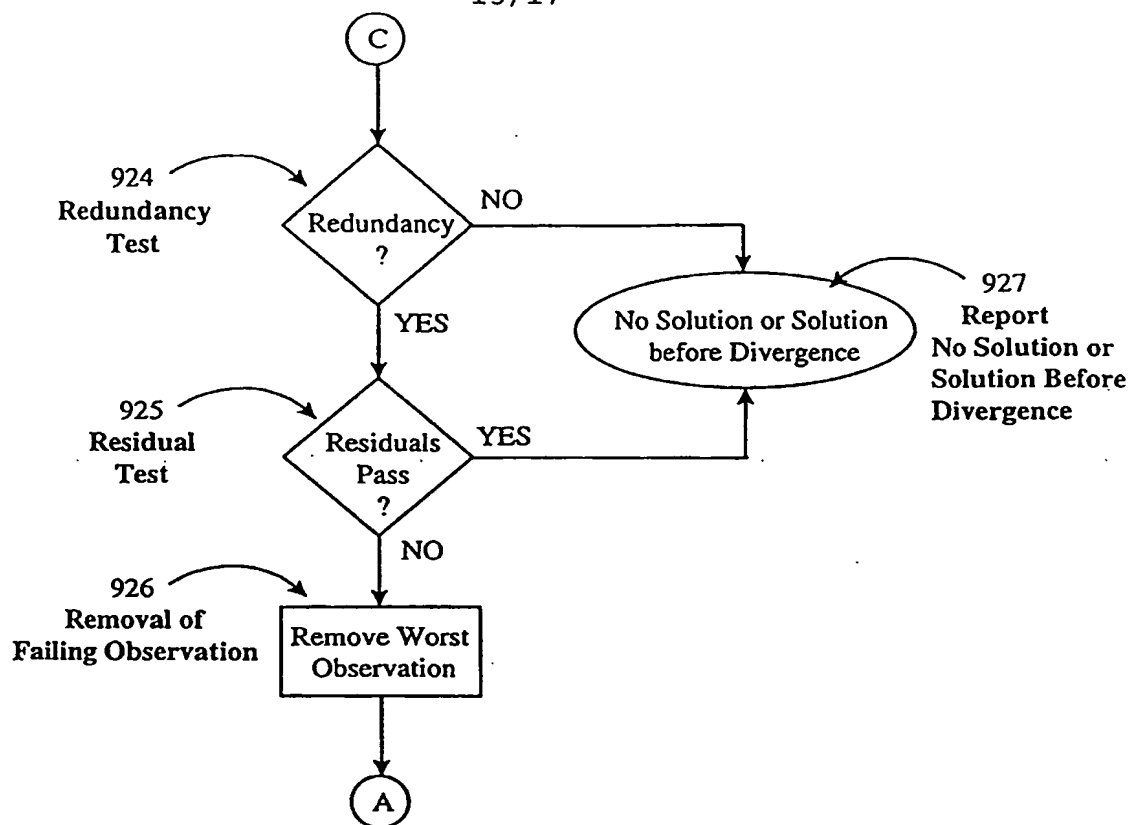 C
924
Redundancy
Test
Redundancy
?
NO
YES
No Solution or Solution
before Divergence
927
Report
No Solution or
Solution Before
Divergence
925
Residual
Test
Residuals
Pass
?
YES
NO
926
Removal of
Failing Observation
Remove Worst
Observation
A